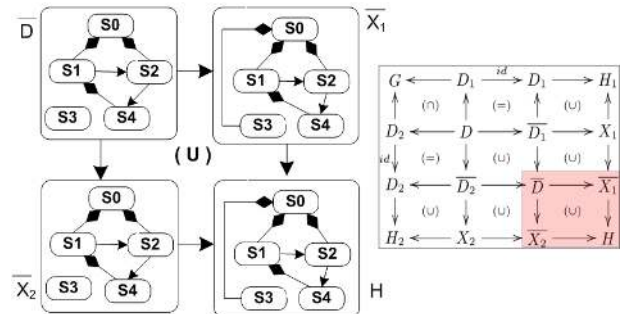 D̅
S0
S1
S2
S3
S4
X̅₁
S0
S1
S2
S3
S4
( U )
X̅₂
S0
S1
S2
S3
S4
H
S0
S1
S2
S3
S4
G D₁ id D₁ H₁
(∩) (=) (∪)
D₂ D D̅₁ X₁
id (=) (∪) (∪)
D₂ D̅₂ D̅ X̅₁
(∪) (∪) (∪)
H₂ X₂ X̅₂ H